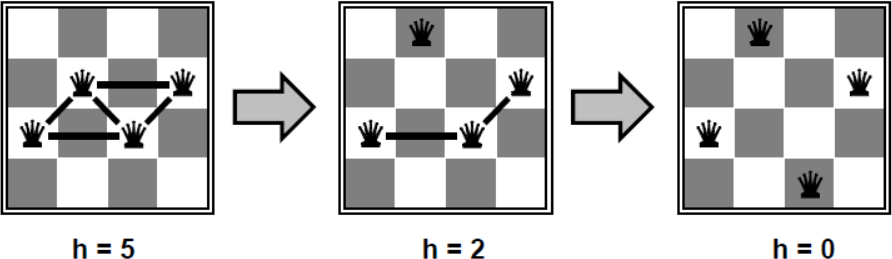 h = 5
h = 2
h = 0